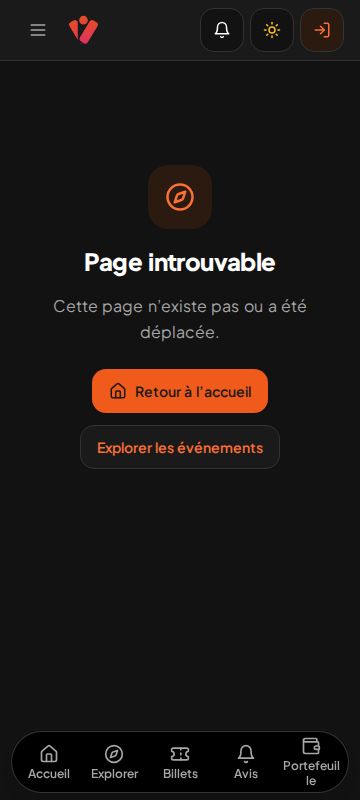 Page introuvable
Cette page n'existe pas ou a été
déplacée.
Retour à l'accueil
Explorer les événements
Accueil
Explorer
Billets
Avis
Portefeuil
le